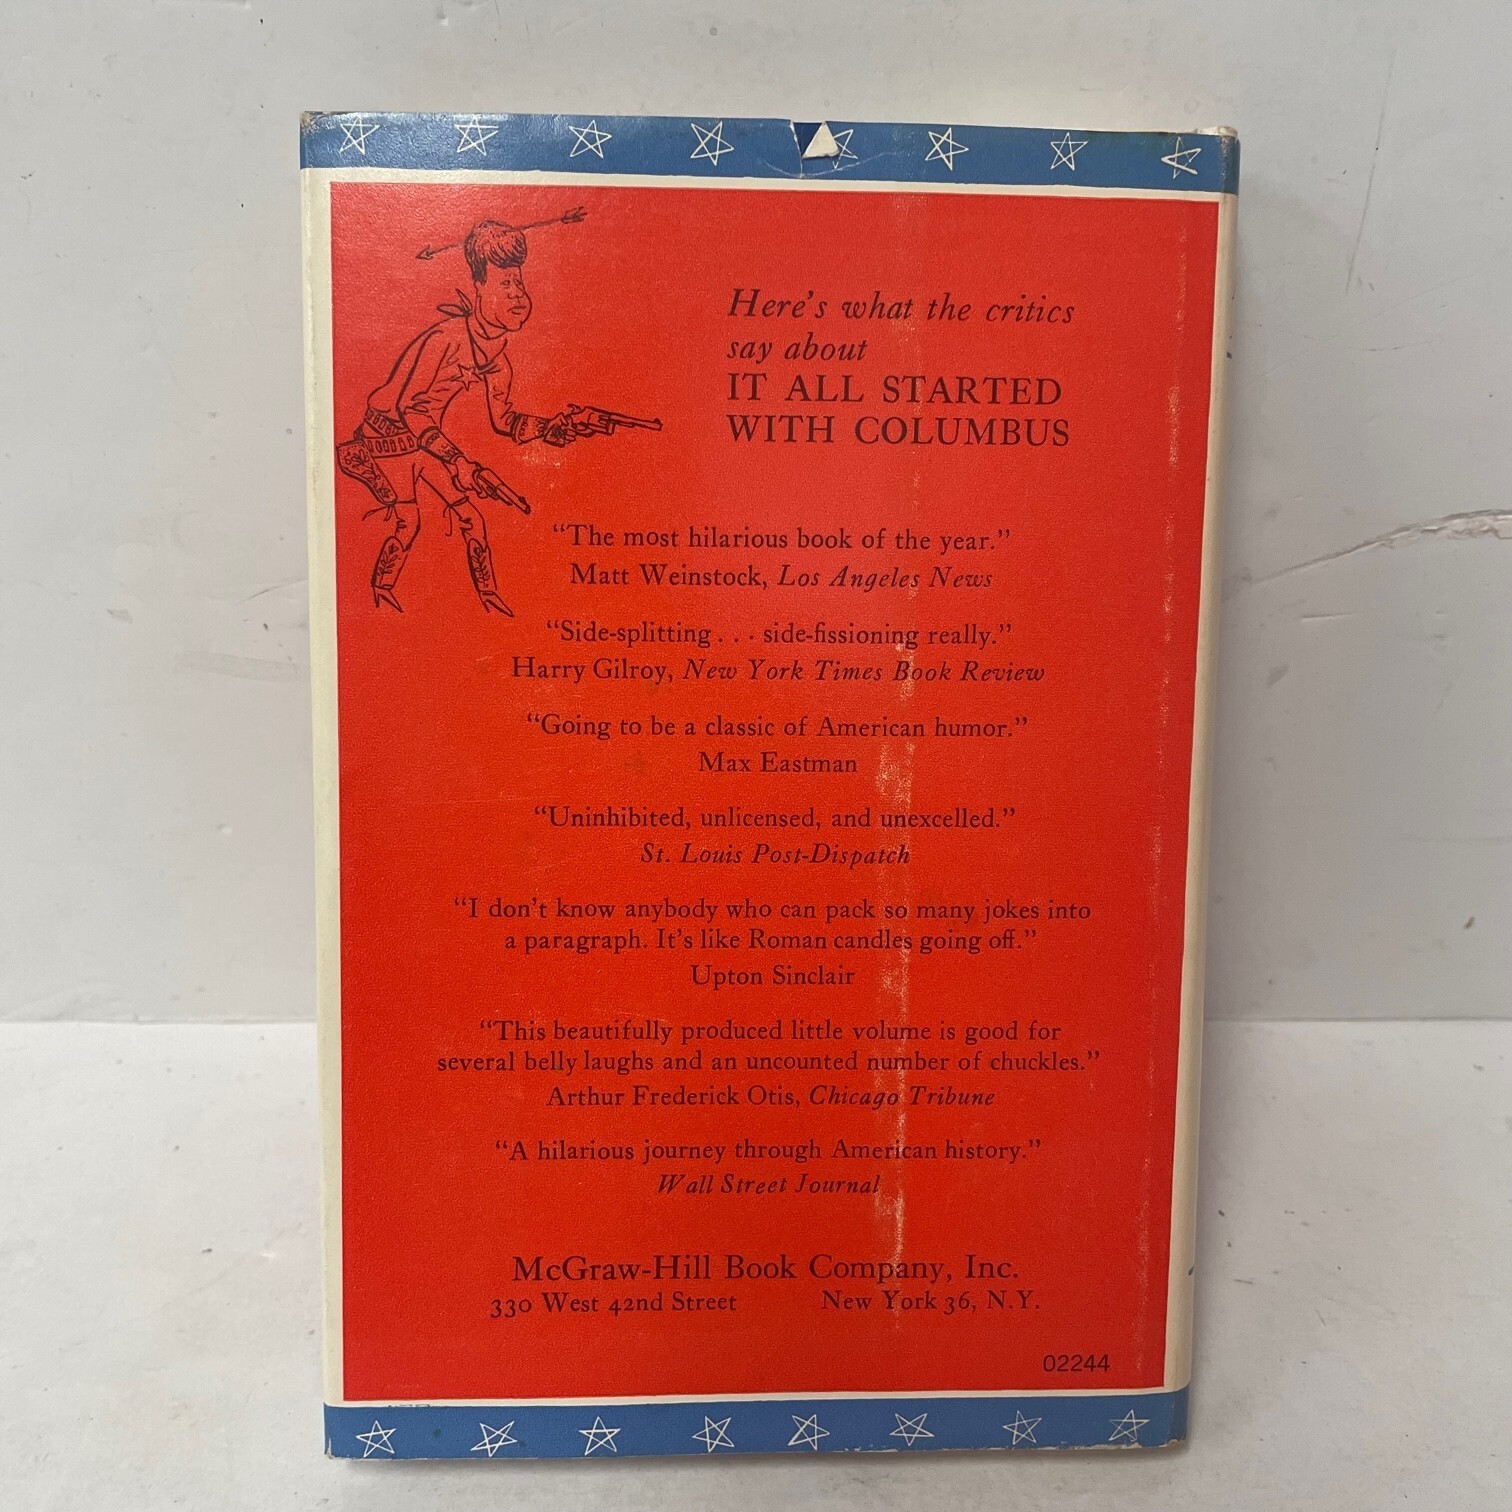 Here's what the critics
say about
IT ALL STARTED
WITH COLUMBUS
“The most hilarious book of the year.”
Matt Weinstock, Los Angeles News
“Side-splitting . . . side-fissioning really.”
Harry Gilroy, New York Times Book Review
“Going to be a classic of American humor.”
Max Eastman
“Uninhibited, unlicensed, and unexcelled.”
St. Louis Post-Dispatch
“I don't know anybody who can pack so many jokes into
a paragraph. It's like Roman candles going off.”
Upton Sinclair
“This beautifully produced little volume is good for
several belly laughs and an uncounted number of chuckles.”
Arthur Frederick Otis, Chicago Tribune
“A hilarious journey through American history.”
Wall Street Journal
McGraw-Hill Book Company, Inc.
330 West 42nd Street New York 36, N.Y.
02244